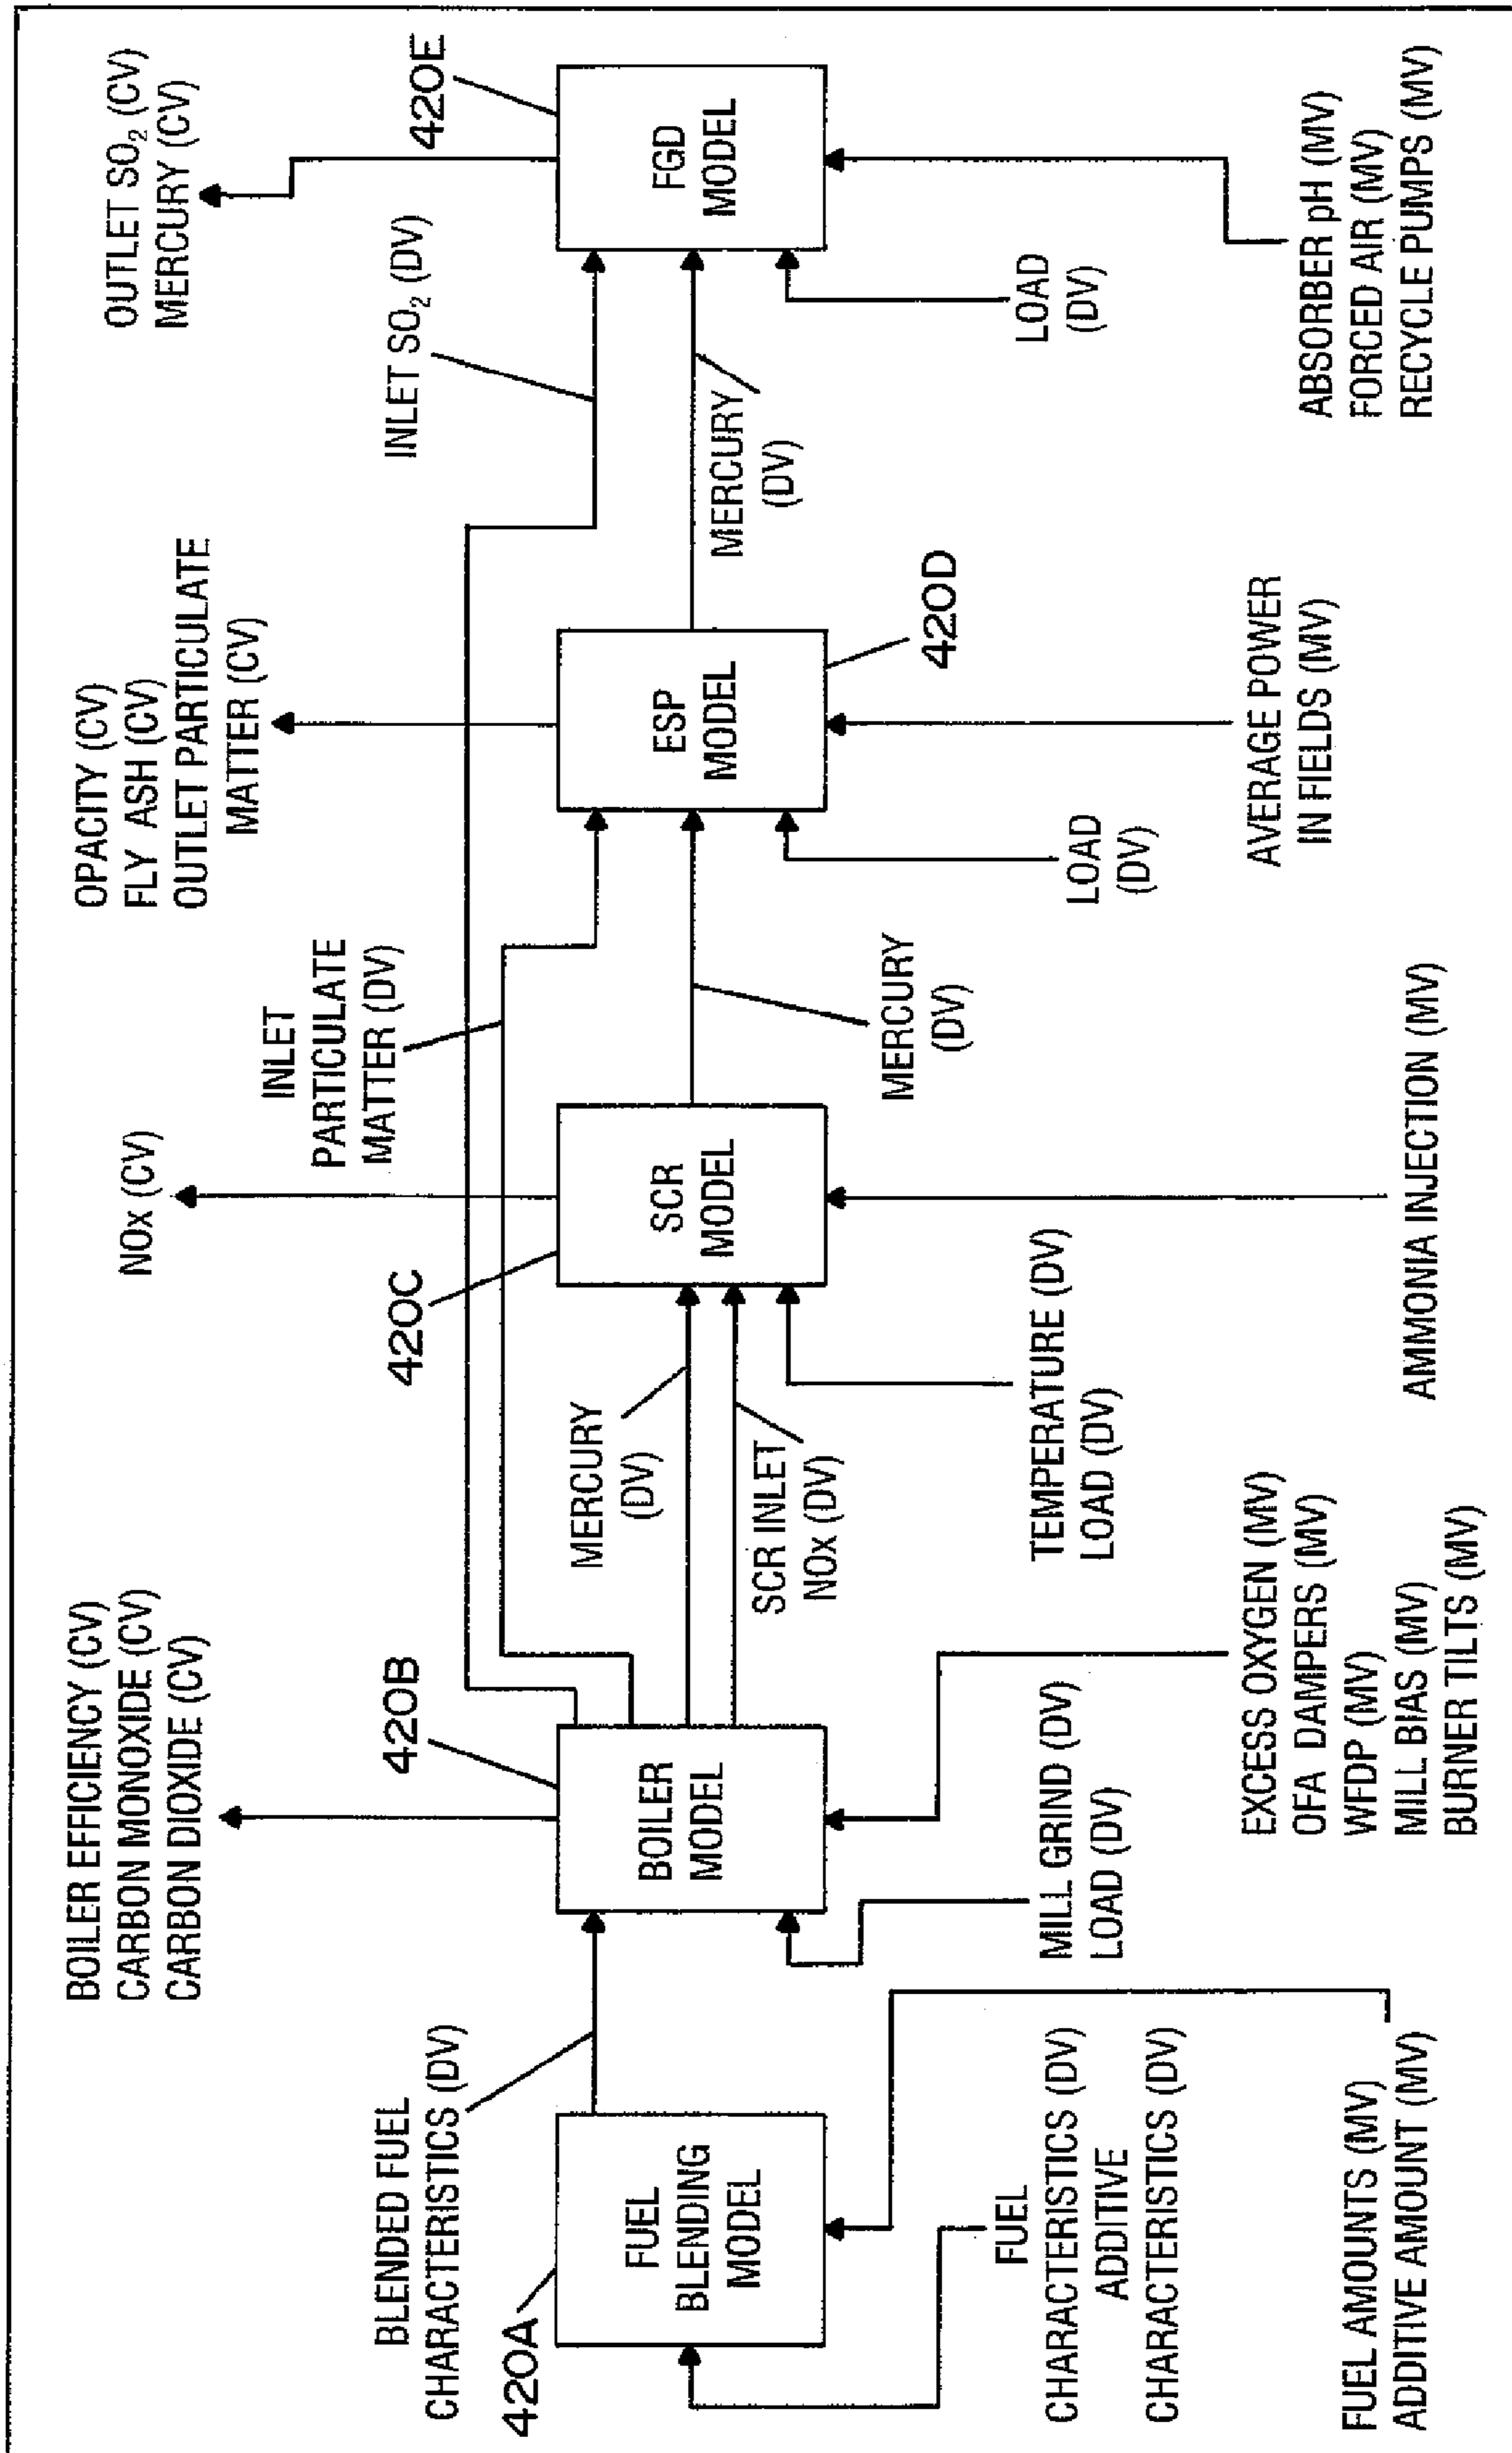 BLENDED FUEL
CHARACTERISTICS (DV)
420A
FUEL
BLENDING
MODEL
FUEL
CHARACTERISTICS (DV)
ADDITIVE
CHARACTERISTICS (DV)
FUEL AMOUNTS (MV)
ADDITIVE AMOUNT (MV)
BOILER EFFICIENCY (CV)
CARBON MONOXIDE (CV)
CARBON DIOXIDE (CV)
420B
BOILER
MODEL
MILL GRIND (DV)
LOAD (DV)
EXCESS OXYGEN (MV)
OFA DAMPERS (MV)
WFDP (MV)
MILL BIAS (MV)
BURNER TILTS (MV)
MERCURY
(DV)
SCR INLET
NOx (DV)
NOx (CV)
420C
SCR
MODEL
TEMPERATURE (DV)
LOAD (DV)
AMMONIA INJECTION (MV)
INLET
PARTICULATE
MATTER (DV)
MERCURY
(DV)
OPACITY (CV)
FLY ASH (CV)
OUTLET PARTICULATE
MATTER (CV)
ESP
MODEL
420D
LOAD
(DV)
AVERAGE POWER
IN FIELDS (MV)
INLET SO₂ (DV)
MERCURY
(DV)
OUTLET SO₂ (CV)
MERCURY (CV)
420E
FGD
MODEL
LOAD
(DV)
ABSORBER pH (MV)
FORCED AIR (MV)
RECYCLE PUMPS (MV)